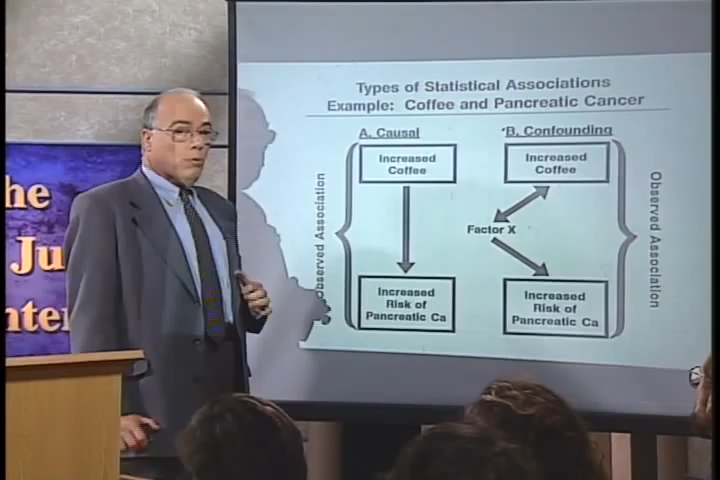 he
Ju
nter
Types of Statistical Associations
Example: Coffee and Pancreatic Cancer
A. Causal
Increased
Coffee
Increased
Risk of
Pancreatic Ca
Observed Association
B. Confounding
Increased
Coffee
Factor X
Increased
Risk of
Pancreatic Ca
Observed Association